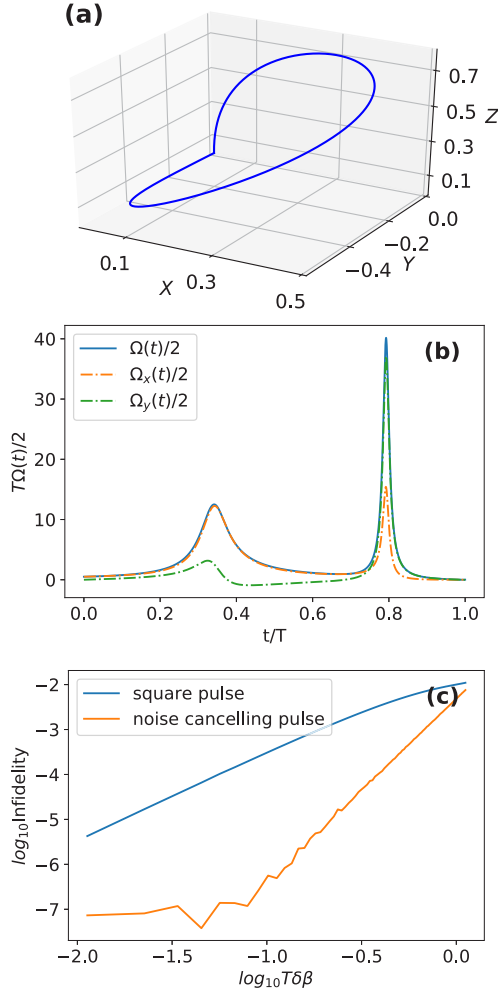 (a)
0.7
0.5
0.3
0.1
Z
0.0
−0.2
−0.4
Y
0.1
0.3
0.5
X
(b)
Ω(t)/2
Ωx(t)/2
Ωy(t)/2
40
30
20
10
0
TΩ(t)/2
0.0 0.2 0.4 0.6 0.8 1.0
t/T
(c)
square pulse
noise cancelling pulse
−2
−3
−4
−5
−6
−7
log10Infidelity
−2.0 −1.5 −1.0 −0.5 0.0
log10Tδβ